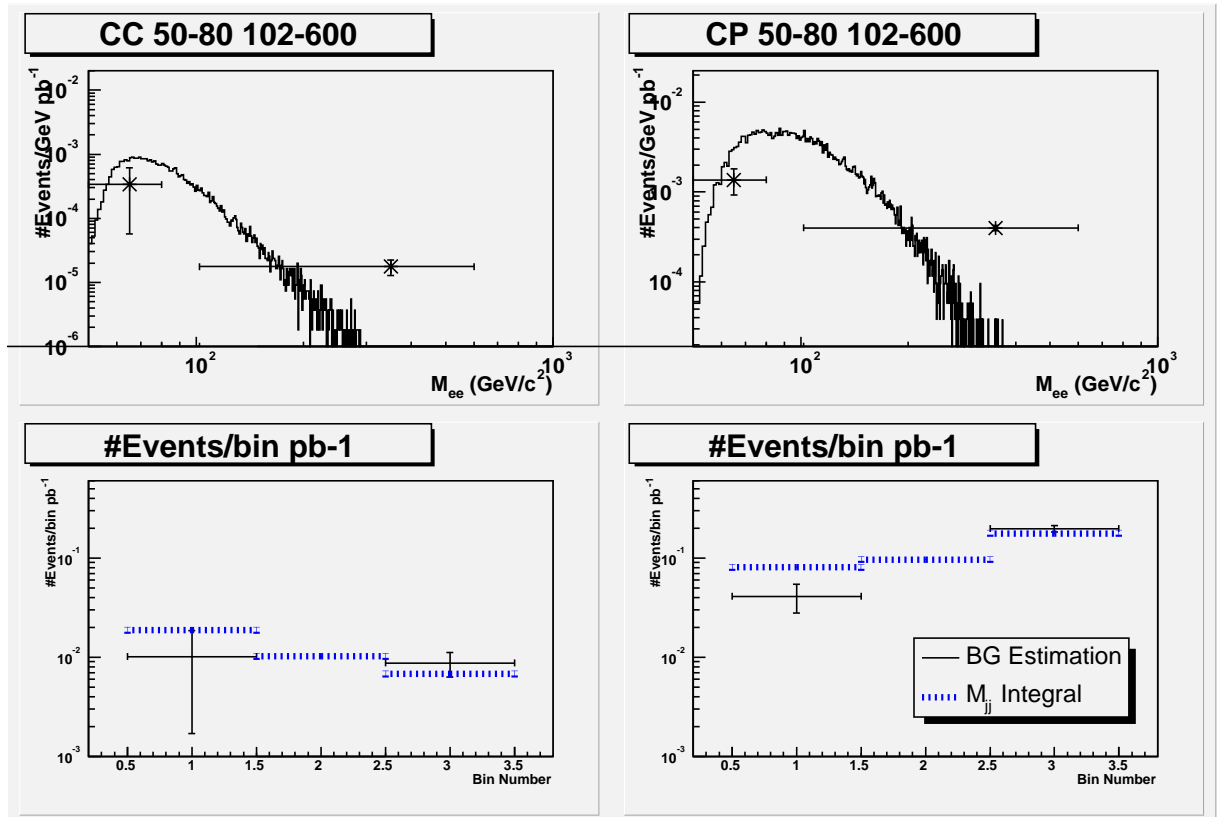 CC 50-80 102-600
#Events/GeV pb-1
10-2
10-3
10-4
10-5
10-6
102
103
Mee (GeV/c2)
CP 50-80 102-600
#Events/GeV pb-1
10-2
10-3
10-4
102
103
Mee (GeV/c2)
#Events/bin pb-1
#Events/bin pb-1
10-1
10-2
10-3
0.5 1 1.5 2 2.5 3 3.5
Bin Number
#Events/bin pb-1
#Events/bin pb-1
10-1
10-2
10-3
BG Estimation
Mjj Integral
0.5 1 1.5 2 2.5 3 3.5
Bin Number